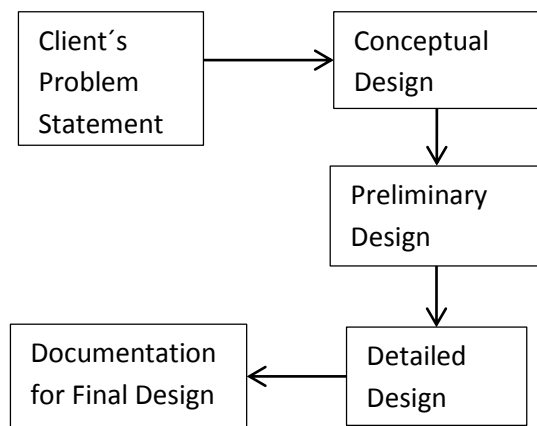 Client´s
Problem
Statement
Conceptual
Design
Preliminary
Design
Detailed
Design
Documentation
for Final Design